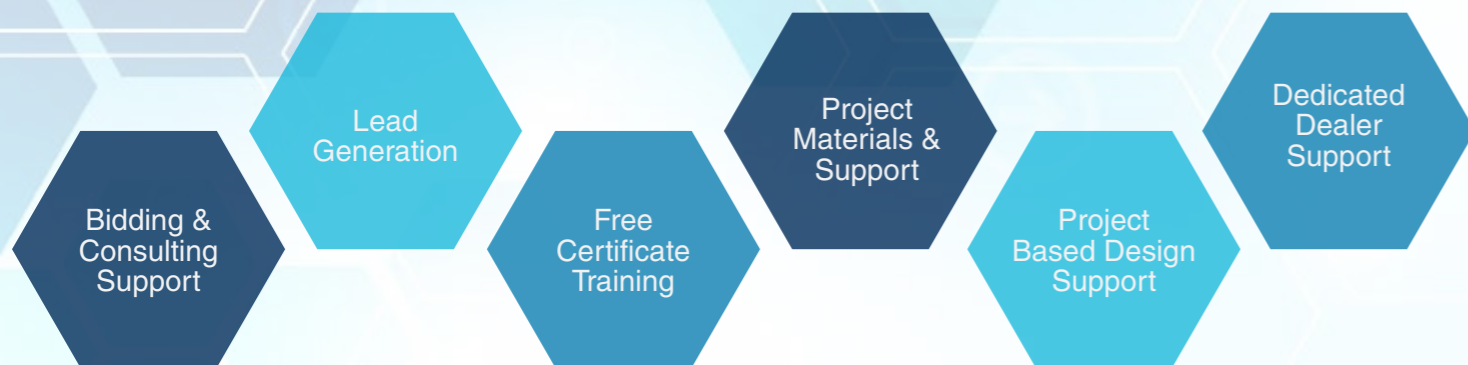 Bidding &
Consulting
Support
Lead
Generation
Free
Certificate
Training
Project
Materials &
Support
Project
Based Design
Support
Dedicated
Dealer
Support